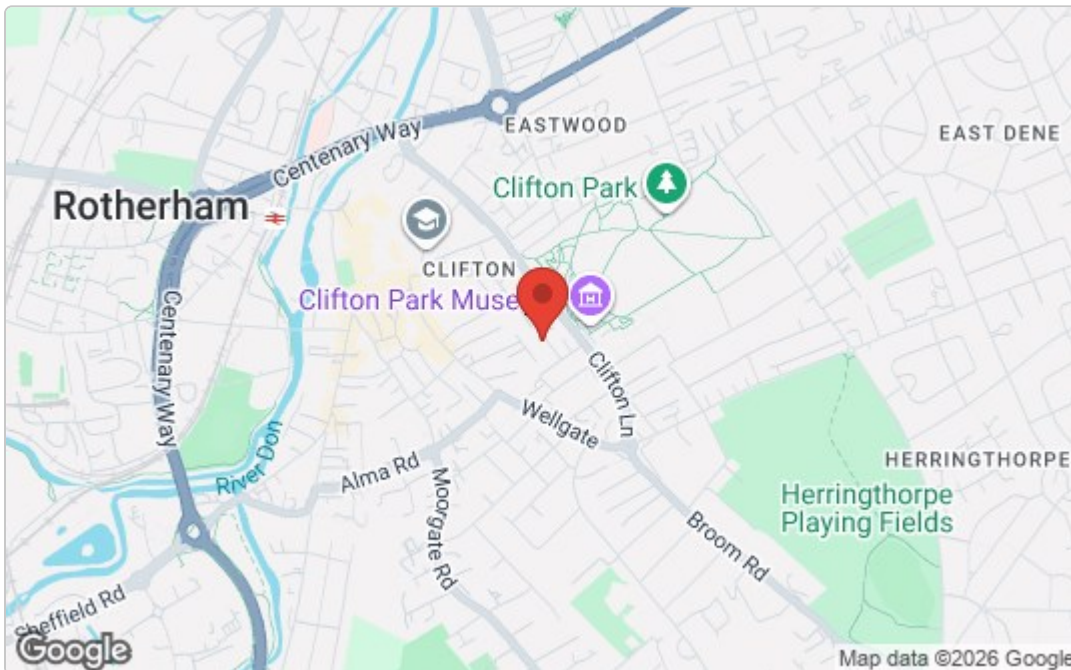 EASTWOOD
EAST DENE
Centenary Way
Clifton Park
Rotherham
CLIFTON
Clifton Park Muse
Centenary Way
Clifton Ln
Wellgate
River Don
Alma Rd
Moorgate Rd
HERRINGTHORPE
Herringthorpe
Playing Fields
Broom Rd
Sheffield Rd
Google
Map data ©2026 Google